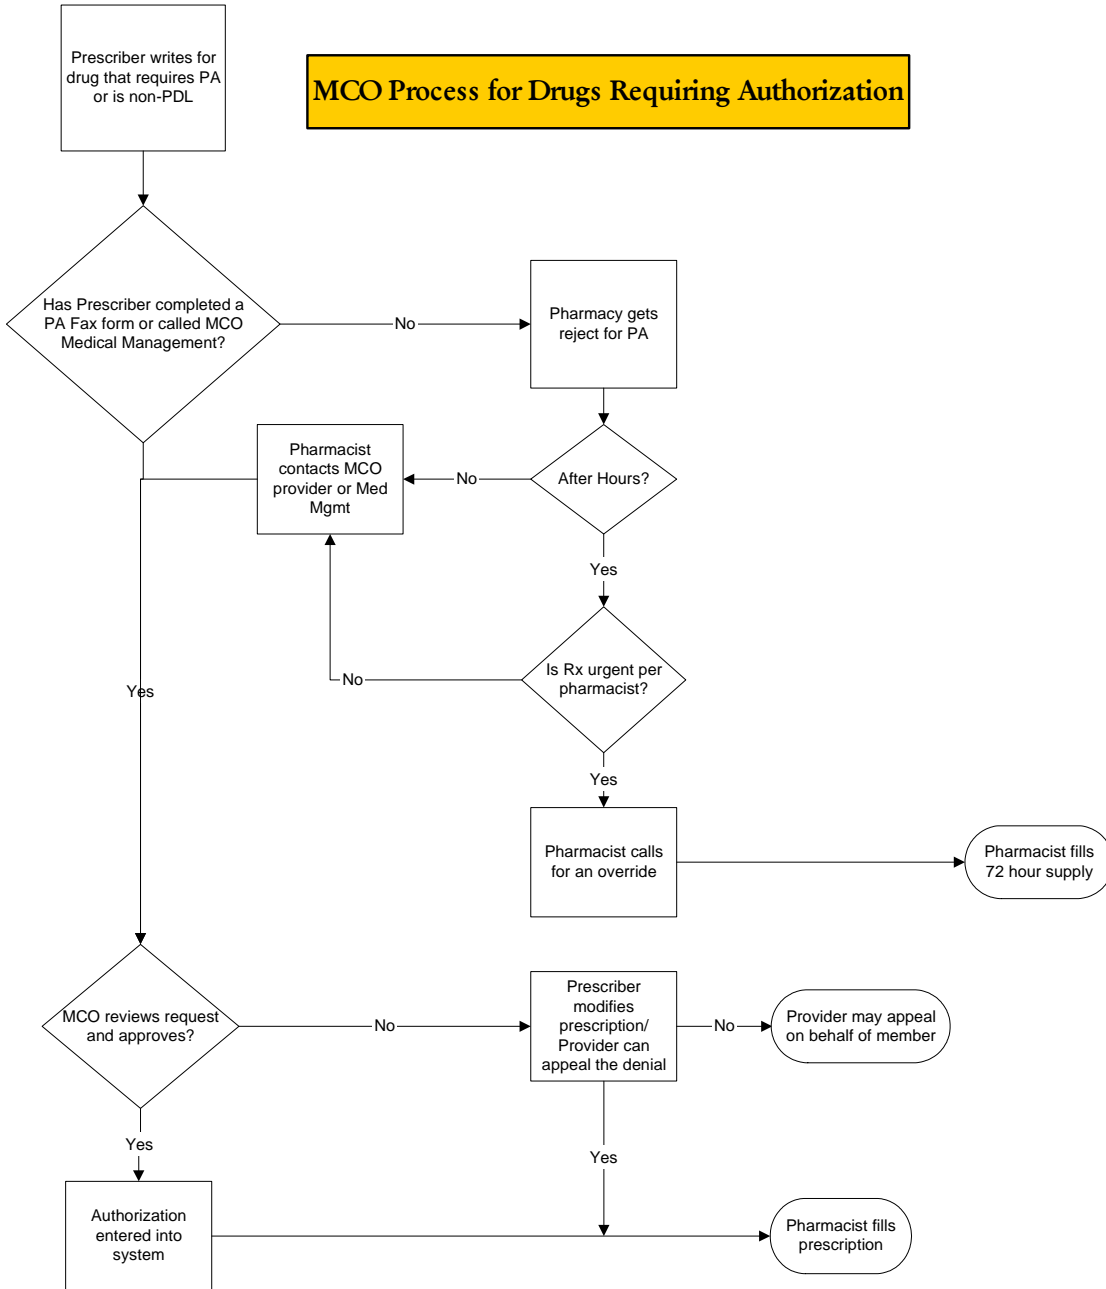 Prescriber writes for
drug that requires PA
or is non-PDL
MCO Process for Drugs Requiring Authorization
Has Prescriber completed a
PA Fax form or called MCO
Medical Management?
No
Pharmacy gets
reject for PA
Pharmacist
contacts MCO
provider or Med
Mgmt
No
After Hours?
Yes
Is Rx urgent per
pharmacist?
No
Yes
Yes
Pharmacist calls
for an override
Pharmacist fills
72 hour supply
MCO reviews request
and approves?
No
Prescriber
modifies
prescription/
Provider can
appeal the denial
No
Provider may appeal
on behalf of member
Yes
Yes
Authorization
entered into
system
Pharmacist fills
prescription